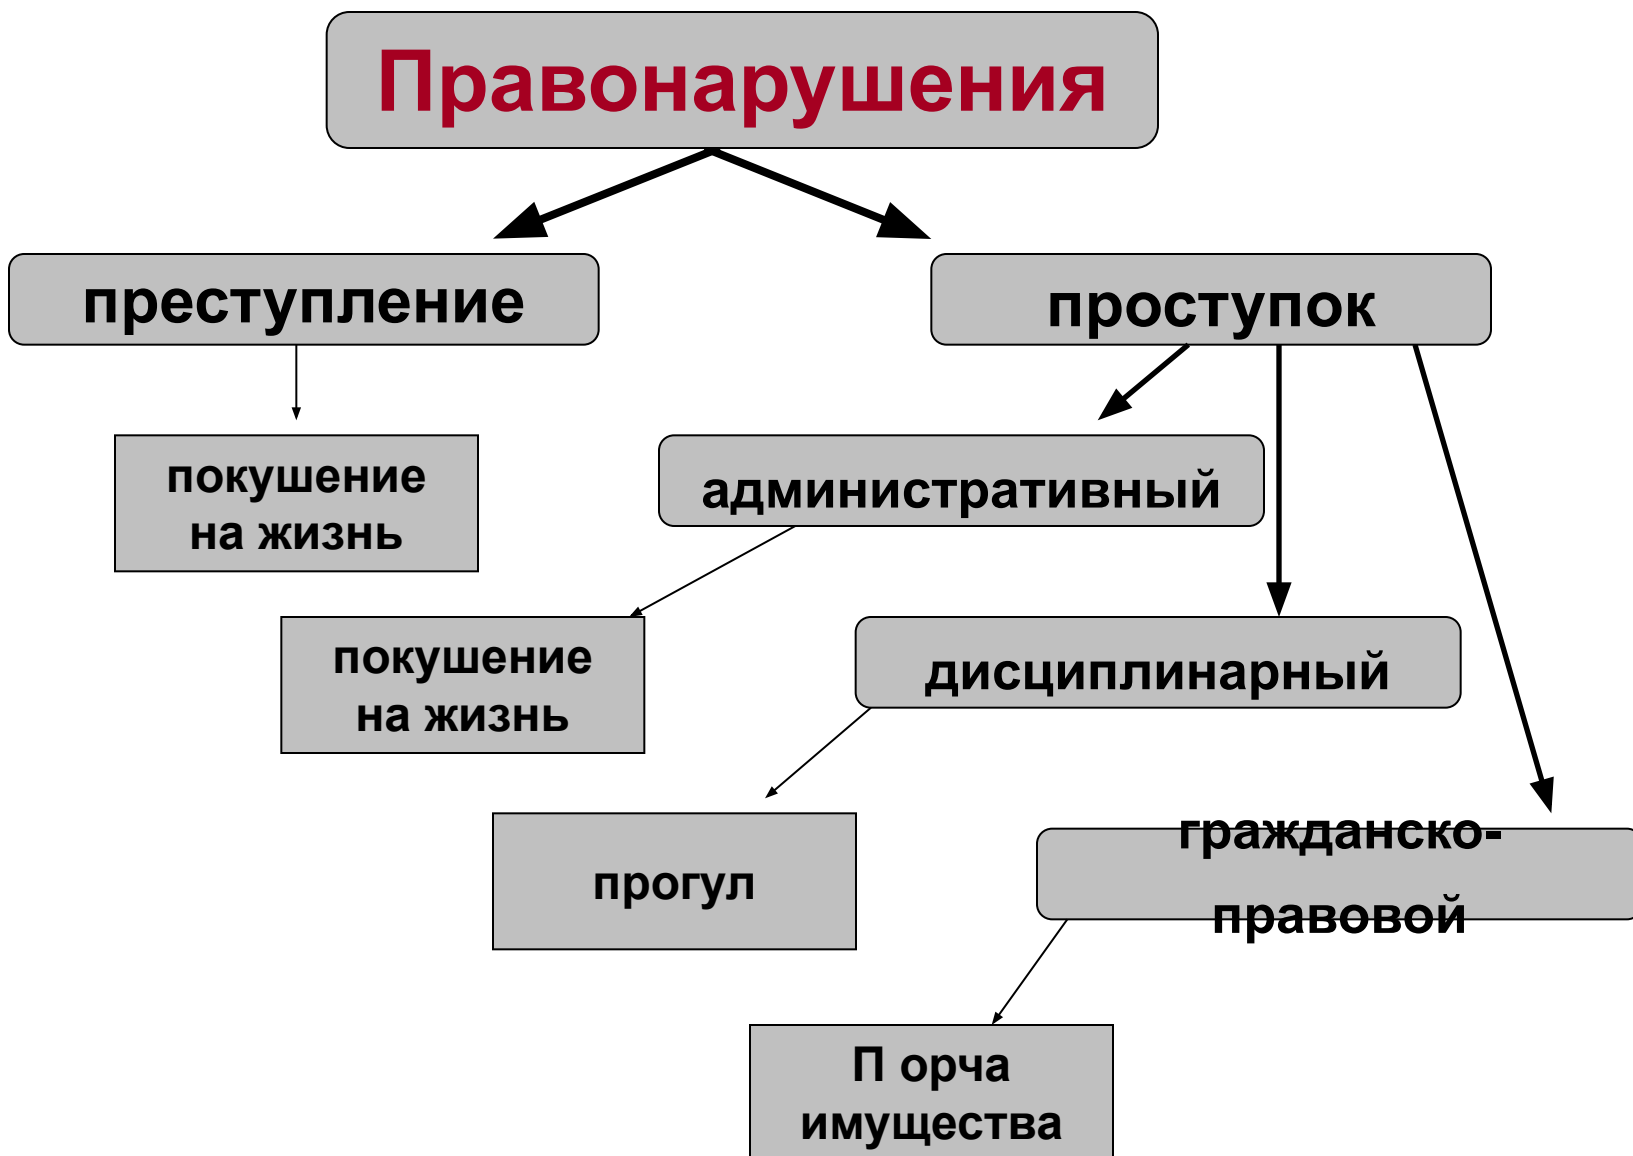 Правонарушения
преступление
проступок
покушение
на жизнь
административный
покушение
на жизнь
дисциплинарный
прогул
гражданско-
правовой
П орча
имущества